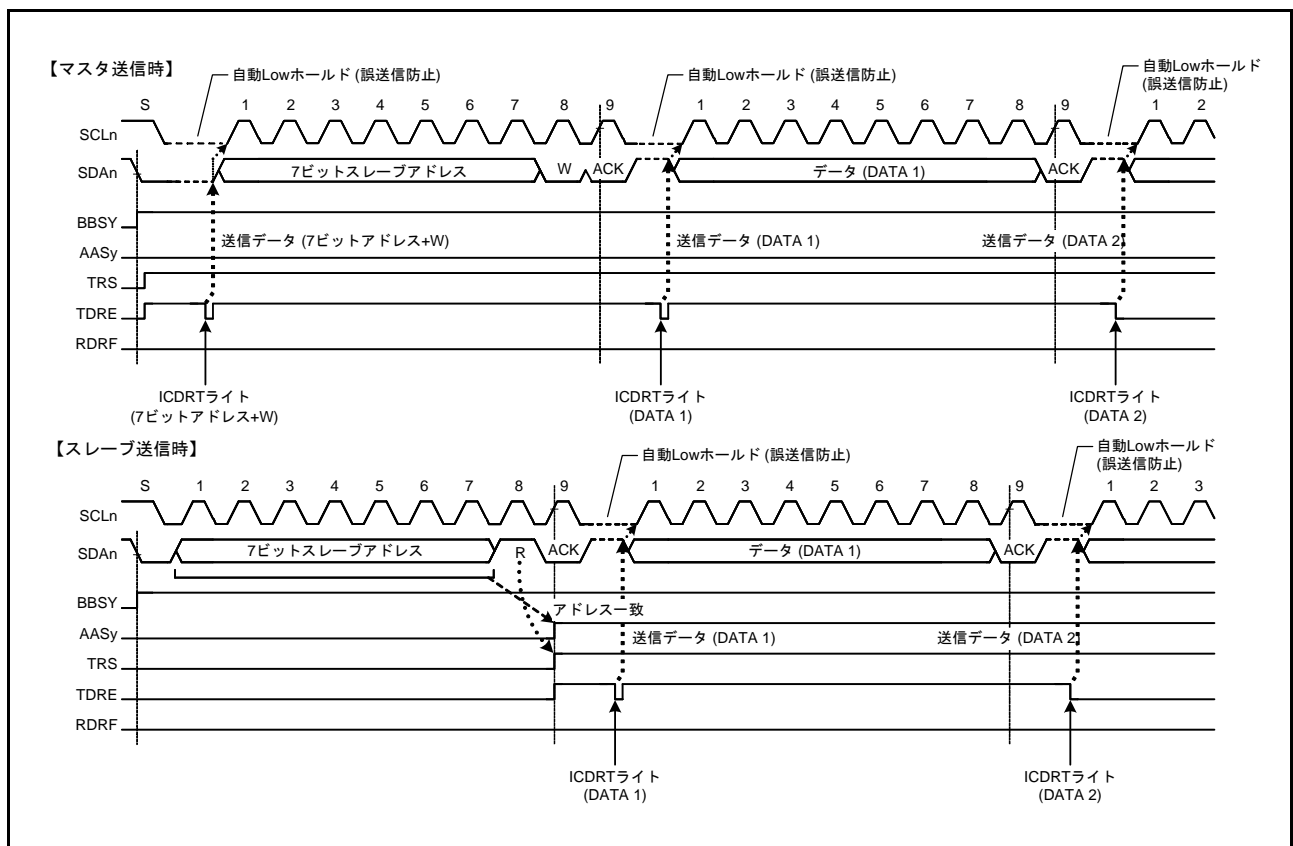 【マスタ送信時】
自動Lowホールド (誤送信防止)
自動Lowホールド (誤送信防止)
自動Lowホールド
(誤送信防止)
S 1 2 3 4 5 6 7 8 9 1 2 3 4 5 6 7 8 9 1 2
SCLn
SDAn 7ビットスレーブアドレス W ACK データ (DATA 1) ACK
BBSY
送信データ (7ビットアドレス+W) 送信データ (DATA 1) 送信データ (DATA 2)
AASy
TRS
TDRE
RDRF
ICDRTライト
(7ビットアドレス+W)
ICDRTライト
(DATA 1)
ICDRTライト
(DATA 2)
【スレーブ送信時】
自動Lowホールド (誤送信防止)
自動Lowホールド
(誤送信防止)
S 1 2 3 4 5 6 7 8 9 1 2 3 4 5 6 7 8 9 1 2 3
SCLn
SDAn 7ビットスレーブアドレス R ACK データ (DATA 1) ACK
BBSY
アドレス一致
AASy
送信データ (DATA 1) 送信データ (DATA 2)
TRS
TDRE
RDRF
ICDRTライト
(DATA 1)
ICDRTライト
(DATA 2)